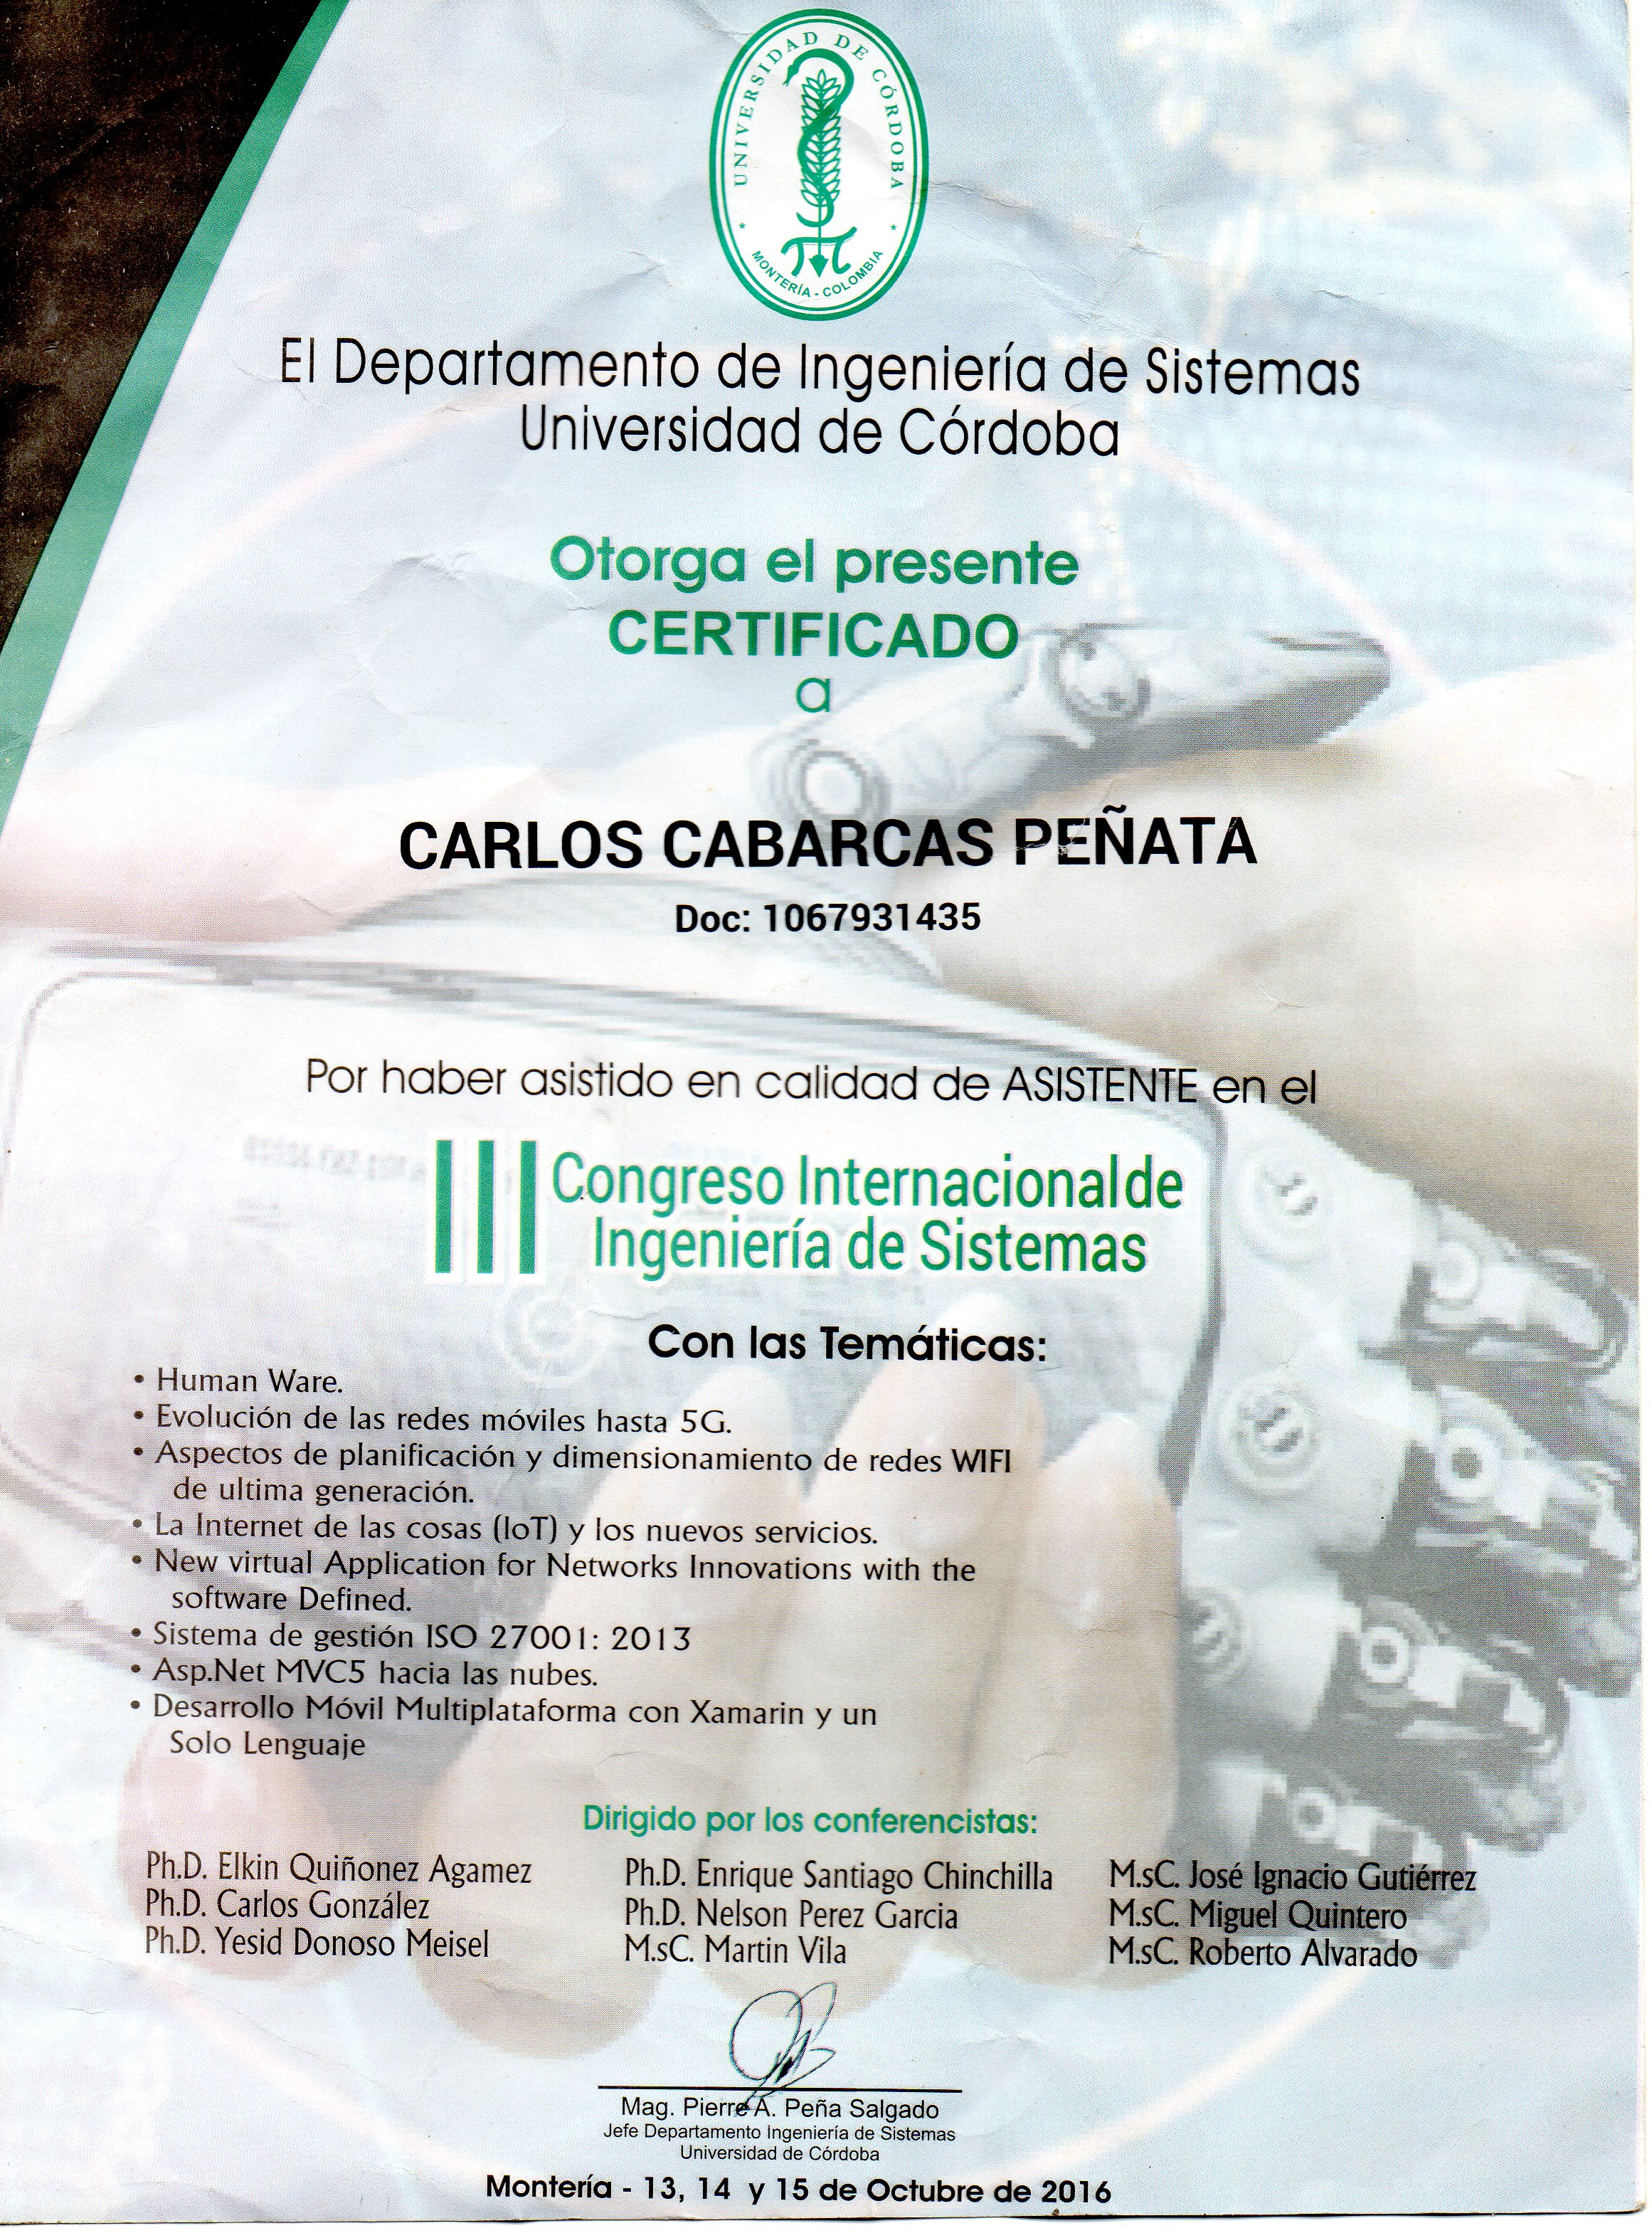 UNIVERSIDAD DE CÓRDOBA
MONTERÍA - COLOMBIA
El Departamento de Ingeniería de Sistemas
Universidad de Córdoba
Otorga el presente
CERTIFICADO
a
CARLOS CABARCAS PEÑATA
Doc: 1067931435
Por haber asistido en calidad de ASISTENTE en el
III Congreso Internacional de
Ingeniería de Sistemas
Con las Temáticas:
• Human Ware.
• Evolución de las redes móviles hasta 5G.
• Aspectos de planificación y dimensionamiento de redes WIFI
de ultima generación.
• La Internet de las cosas (IoT) y los nuevos servicios.
• New virtual Application for Networks Innovations with the
software Defined.
• Sistema de gestión ISO 27001: 2013
• Asp.Net MVC5 hacia las nubes.
• Desarrollo Móvil Multiplataforma con Xamarin y un
Solo Lenguaje
Dirigido por los conferencistas:
Ph.D. Elkin Quiñonez Agamez
Ph.D. Carlos González
Ph.D. Yesid Donoso Meisel
Ph.D. Enrique Santiago Chinchilla
Ph.D. Nelson Perez Garcia
M.sC. Martin Vila
M.sC. José Ignacio Gutiérrez
M.sC. Miguel Quintero
M.sC. Roberto Alvarado
Mag. Pierre A. Peña Salgado
Jefe Departamento Ingeniería de Sistemas
Universidad de Córdoba
Montería - 13, 14 y 15 de Octubre de 2016